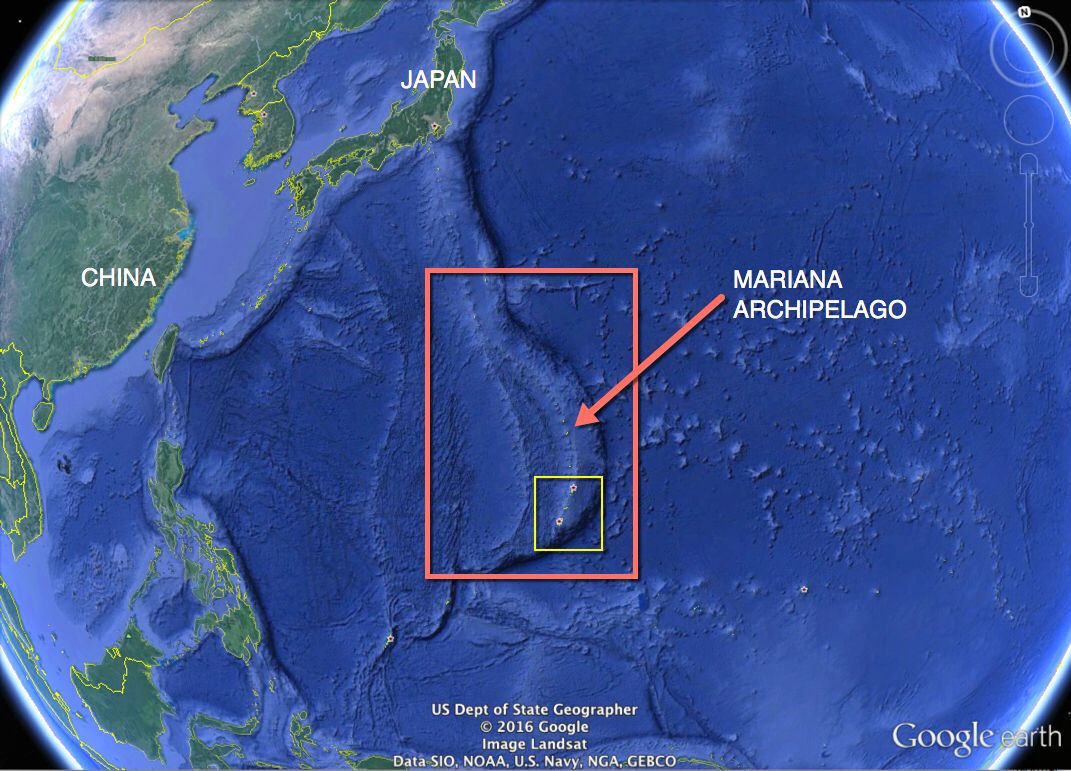 N
JAPAN
CHINA
MARIANA
ARCHIPELAGO
US Dept of State Geographer
© 2016 Google
Image Landsat
Data SIO, NOAA, U.S. Navy, NGA, GEBCO
Google earth